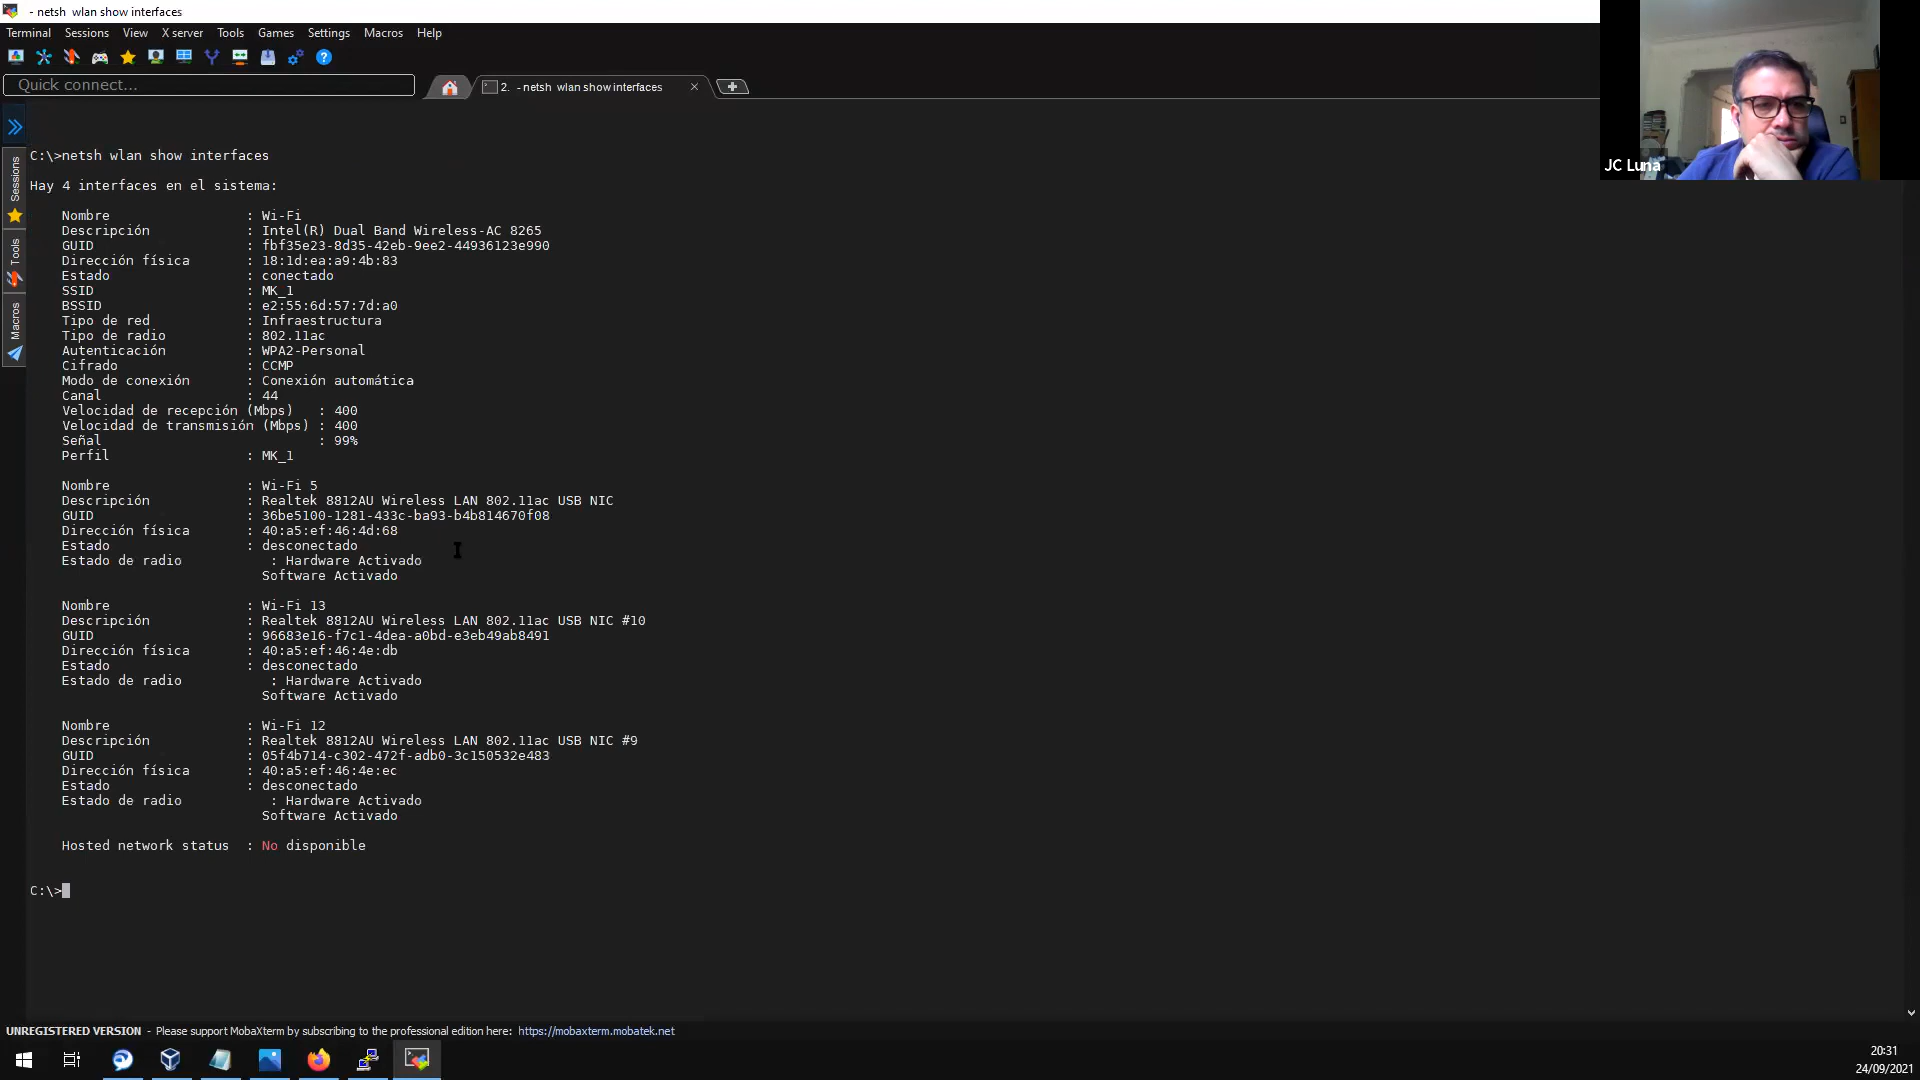 - netsh  wlan show interfaces
Terminal Sessions View X server Tools Games Settings Macros Help
Quick connect...
2.  - netsh  wlan show interfaces
Sessions
Tools
Macros
JC Luna
C:\>netsh wlan show interfaces
Hay 4 interfaces en el sistema:
Nombre : Wi-Fi
Descripción : Intel(R) Dual Band Wireless-AC 8265
GUID : fbf35e23-8d35-42eb-9ee2-44936123e990
Dirección física : 18:1d:ea:a9:4b:83
Estado : conectado
SSID : MK_1
BSSID : e2:55:6d:57:7d:a0
Tipo de red : Infraestructura
Tipo de radio : 802.11ac
Autenticación : WPA2-Personal
Cifrado : CCMP
Modo de conexión : Conexión automática
Canal : 44
Velocidad de recepción (Mbps) : 400
Velocidad de transmisión (Mbps) : 400
Señal : 99%
Perfil : MK_1
Nombre : Wi-Fi 5
Descripción : Realtek 8812AU Wireless LAN 802.11ac USB NIC
GUID : 36be5100-1281-433c-ba93-b4b814670f08
Dirección física : 40:a5:ef:46:4d:68
Estado : desconectado
Estado de radio : Hardware Activado
Software Activado
Nombre : Wi-Fi 13
Descripción : Realtek 8812AU Wireless LAN 802.11ac USB NIC #10
GUID : 96683e16-f7c1-4dea-a0bd-e3eb49ab8491
Dirección física : 40:a5:ef:46:4e:db
Estado : desconectado
Estado de radio : Hardware Activado
Software Activado
Nombre : Wi-Fi 12
Descripción : Realtek 8812AU Wireless LAN 802.11ac USB NIC #9
GUID : 05f4b714-c302-472f-adb0-3c150532e483
Dirección física : 40:a5:ef:46:4e:ec
Estado : desconectado
Estado de radio : Hardware Activado
Software Activado
Hosted network status : No disponible
C:\>
UNREGISTERED VERSION - Please support MobaXterm by subscribing to the professional edition here: https://mobaxterm.mobatek.net
20:31
24/09/2021